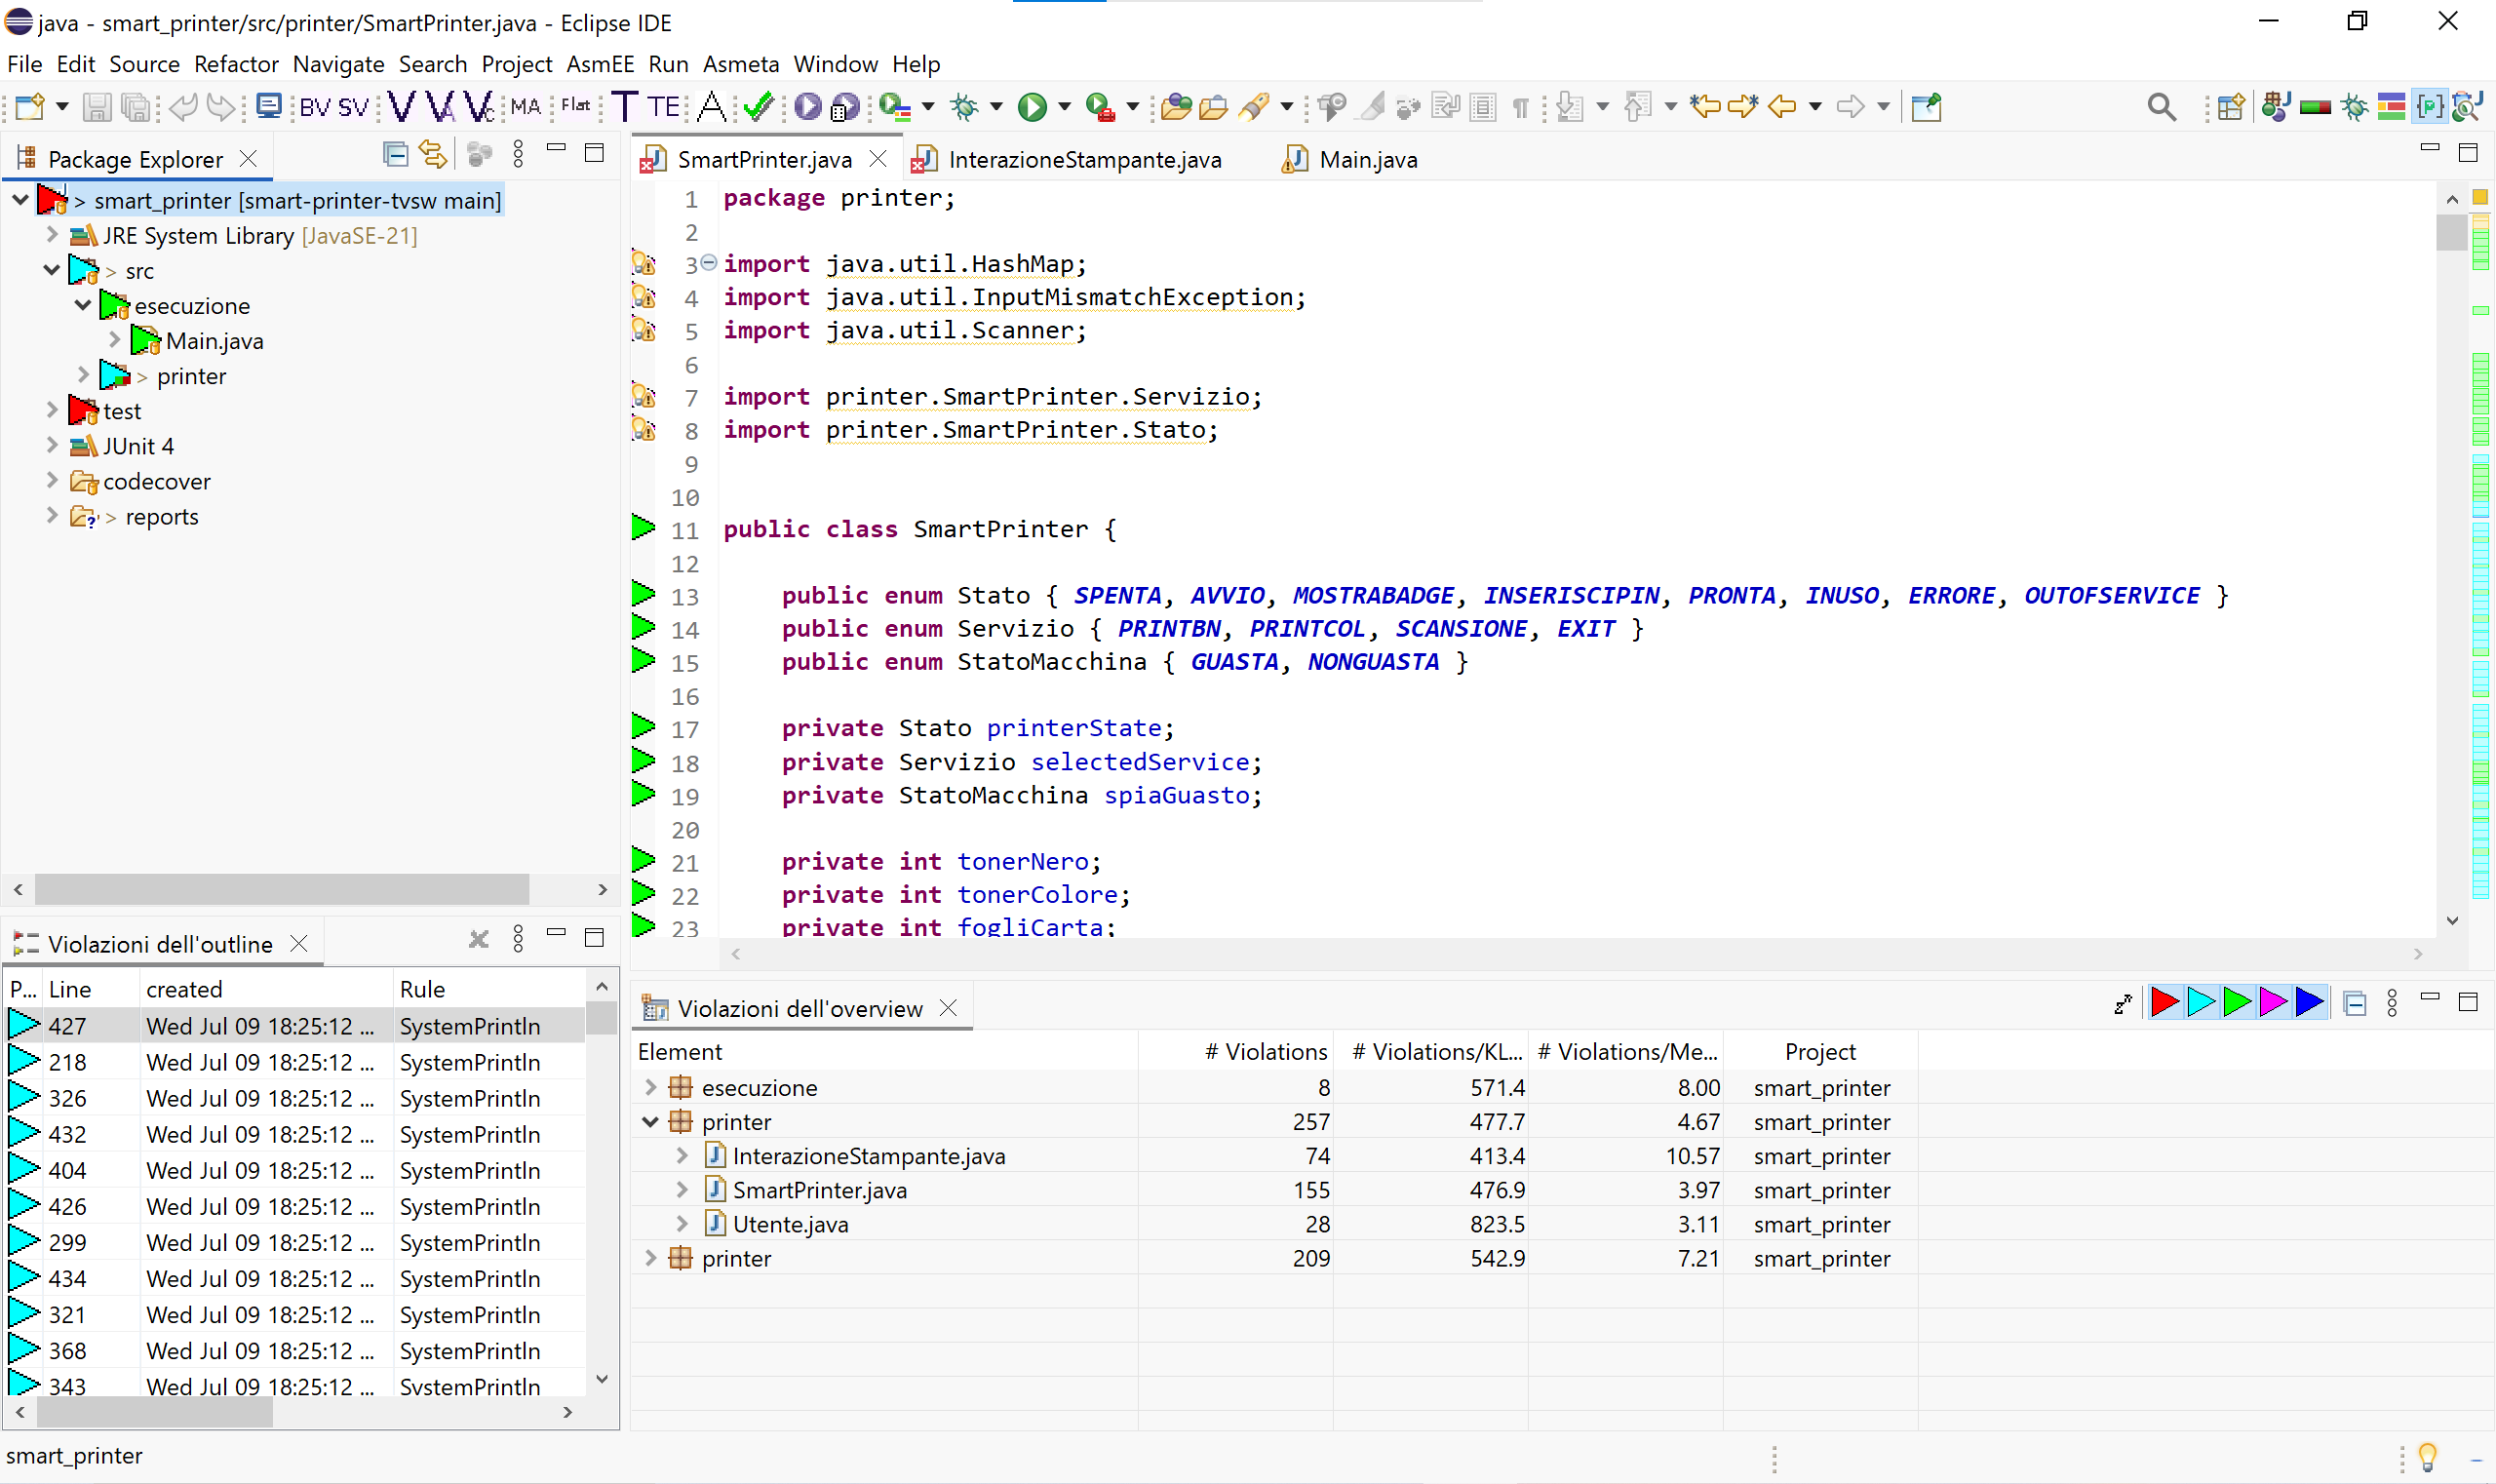 java - smart_printer/src/printer/SmartPrinter.java - Eclipse IDE
File Edit Source Refactor Navigate Search Project AsmEE Run Asmeta Window Help
BV SV V VA Vc MA Flat T TE A
Package Explorer
> smart_printer [smart-printer-tvsw main]
JRE System Library [JavaSE-21]
> src
esecuzione
Main.java
> printer
test
JUnit 4
codecover
> reports
SmartPrinter.java InterazioneStampante.java Main.java
1 package printer;
2
3 import java.util.HashMap;
4 import java.util.InputMismatchException;
5 import java.util.Scanner;
6
7 import printer.SmartPrinter.Servizio;
8 import printer.SmartPrinter.Stato;
9
10
11 public class SmartPrinter {
12
13 public enum Stato { SPENTA, AVVIO, MOSTRABADGE, INSERISCIPIN, PRONTA, INUSO, ERRORE, OUTOFSERVICE }
14 public enum Servizio { PRINTBN, PRINTCOL, SCANSIONE, EXIT }
15 public enum StatoMacchina { GUASTA, NONGUASTA }
16
17 private Stato printerState;
18 private Servizio selectedService;
19 private StatoMacchina spiaGuasto;
20
21 private int tonerNero;
22 private int tonerColore;
23 private int fogliCarta;
Violazioni dell'outline
P... Line created Rule
427 Wed Jul 09 18:25:12 ... SystemPrintln
218 Wed Jul 09 18:25:12 ... SystemPrintln
326 Wed Jul 09 18:25:12 ... SystemPrintln
432 Wed Jul 09 18:25:12 ... SystemPrintln
404 Wed Jul 09 18:25:12 ... SystemPrintln
426 Wed Jul 09 18:25:12 ... SystemPrintln
299 Wed Jul 09 18:25:12 ... SystemPrintln
434 Wed Jul 09 18:25:12 ... SystemPrintln
321 Wed Jul 09 18:25:12 ... SystemPrintln
368 Wed Jul 09 18:25:12 ... SystemPrintln
343 Wed Jul 09 18:25:12 ... SystemPrintln
Violazioni dell'overview
Element # Violations # Violations/KL... # Violations/Me... Project
esecuzione 8 571.4 8.00 smart_printer
printer 257 477.7 4.67 smart_printer
InterazioneStampante.java 74 413.4 10.57 smart_printer
SmartPrinter.java 155 476.9 3.97 smart_printer
Utente.java 28 823.5 3.11 smart_printer
printer 209 542.9 7.21 smart_printer
smart_printer